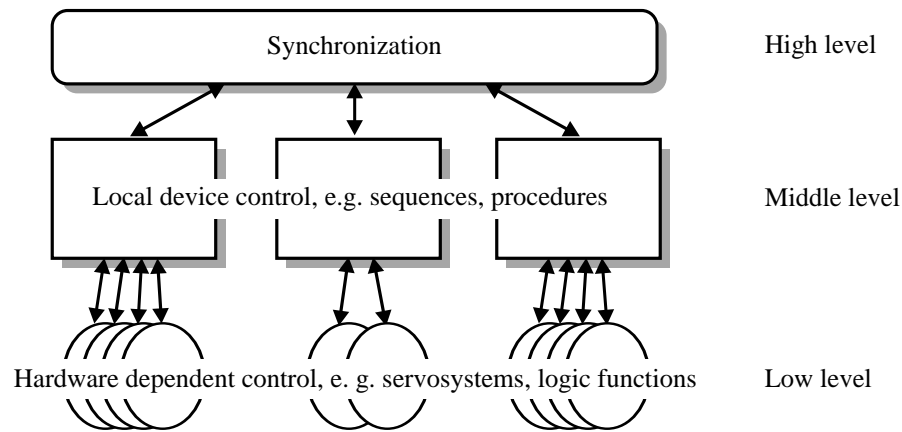 Synchronization
High level
Local device control, e.g. sequences, procedures
Middle level
Hardware dependent control, e. g. servosystems, logic functions
Low level